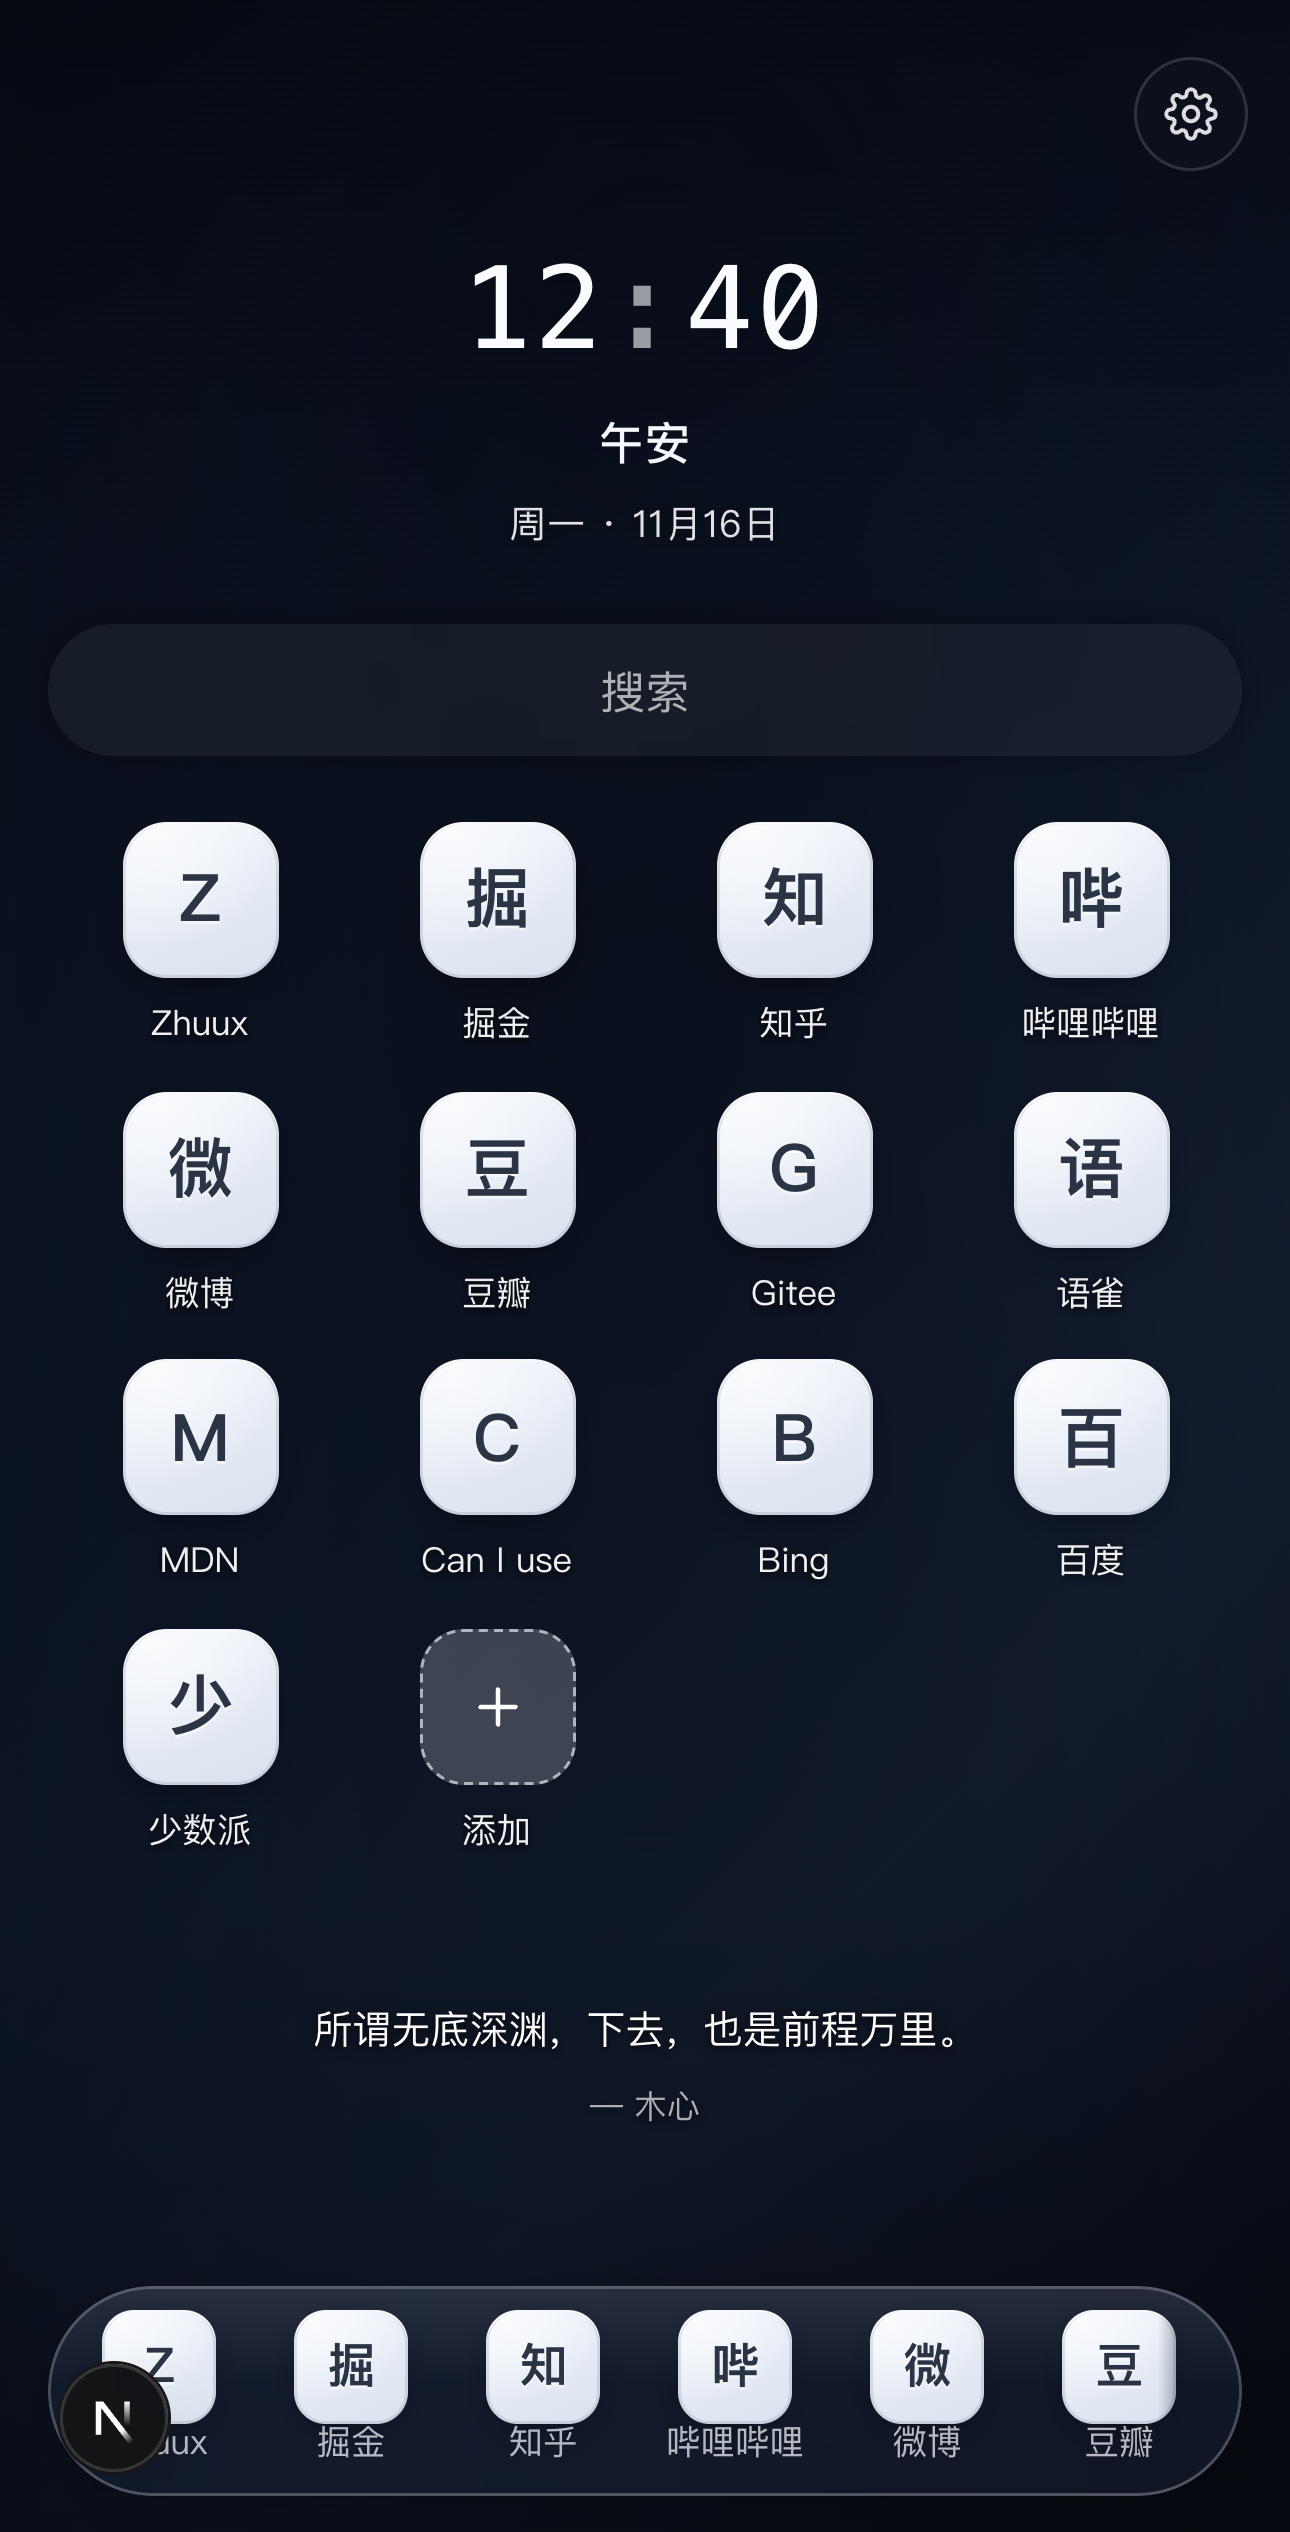 12:40
午安
周一 · 11月16日
搜索
Z 掘 知 哔
Zhuux 掘金 知乎 哔哩哔哩
微 豆 G 语
微博 豆瓣 Gitee 语雀
M C B 百
MDN Can I use Bing 百度
少 +
少数派 添加
所谓无底深渊，下去，也是前程万里。
— 木心
Z 掘 知 哔 微 豆
N
uux 掘金 知乎 哔哩哔哩 微博 豆瓣